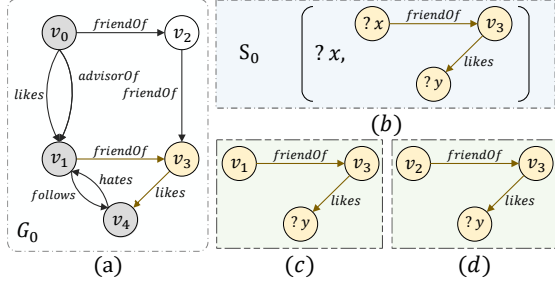 v0 friendOf v2
likes advisorOf friendOf
v1 friendOf v3
follows hates likes
v4
G0
(a)
S0 ( ?x, ?x friendOf v3 )
likes
?y
(b)
v1 friendOf v3
likes
?y
(c)
v2 friendOf v3
likes
?y
(d)